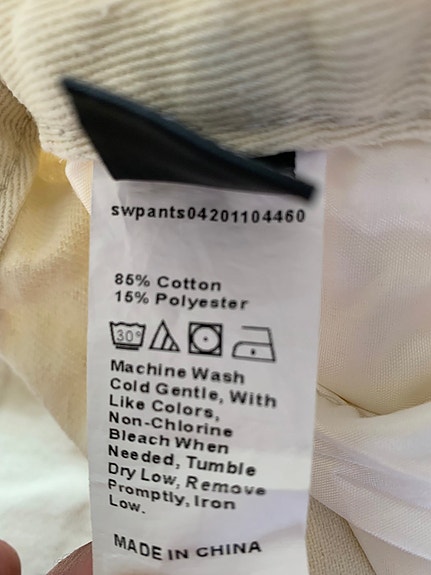 swpants04201104460
85% Cotton
15% Polyester
30°
Machine Wash
Cold Gentle, With
Like Colors,
Non-Chlorine
Bleach When
Needed, Tumble
Dry Low, Remove
Promptly, Iron
Low.
MADE IN CHINA